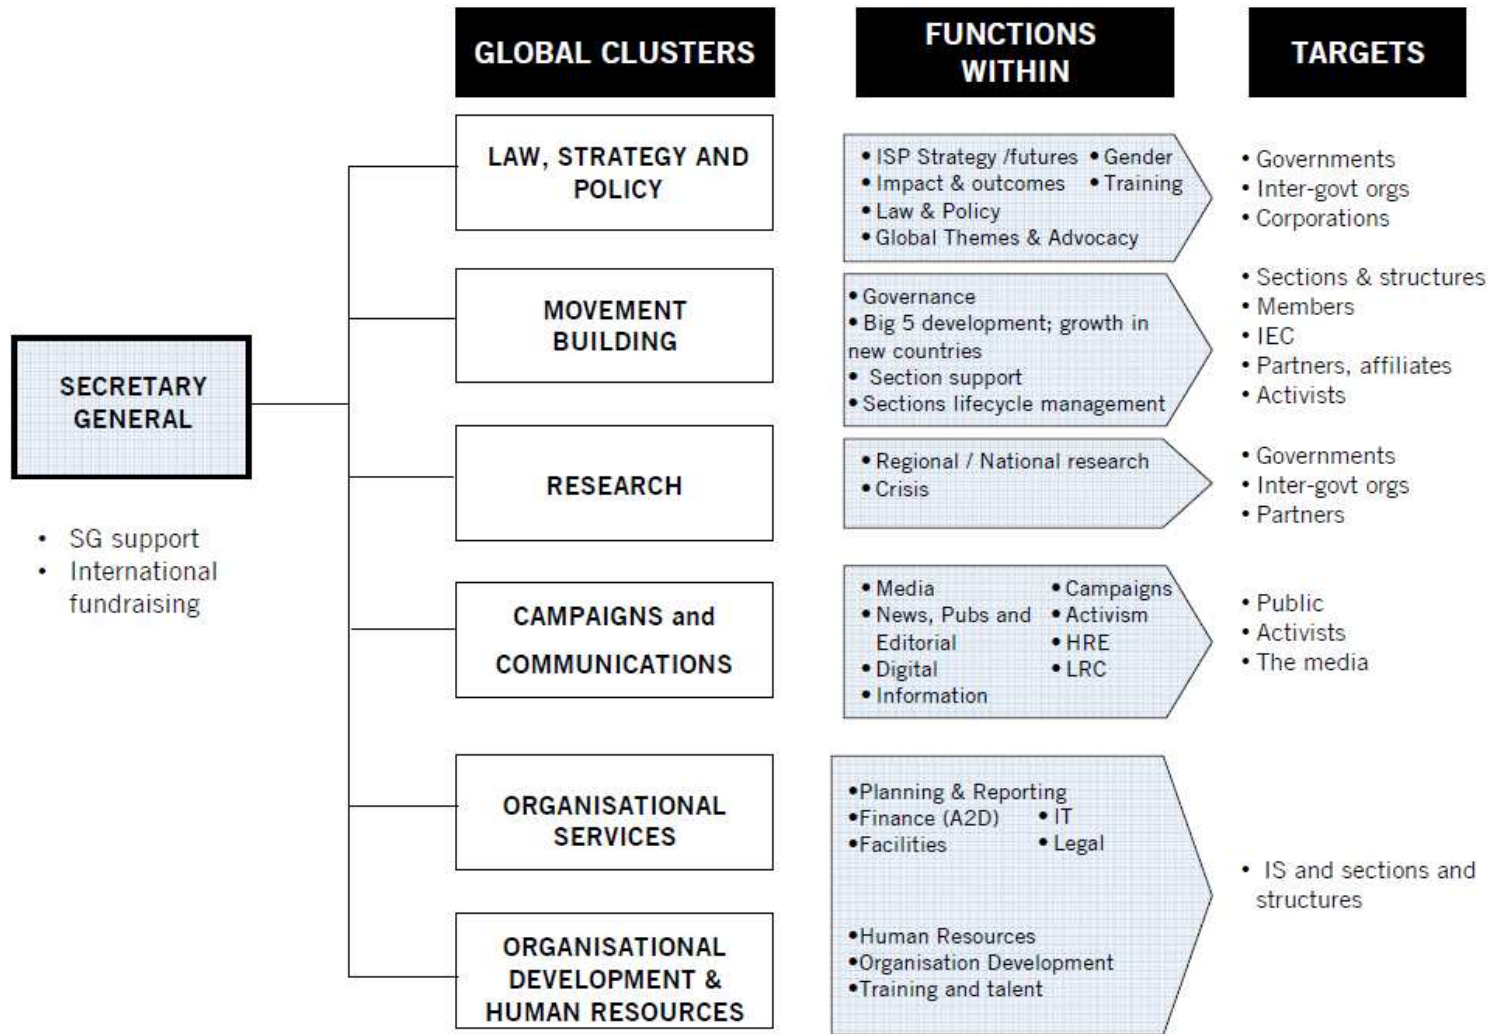 GLOBAL CLUSTERS
FUNCTIONS
WITHIN
TARGETS
SECRETARY
GENERAL
• SG support
• International
fundraising
LAW, STRATEGY AND
POLICY
• ISP Strategy /futures • Gender
• Impact & outcomes • Training
• Law & Policy
• Global Themes & Advocacy
• Governments
• Inter-govt orgs
• Corporations
MOVEMENT
BUILDING
• Governance
• Big 5 development; growth in
new countries
• Section support
• Sections lifecycle management
• Sections & structures
• Members
• IEC
• Partners, affiliates
• Activists
RESEARCH
• Regional / National research
• Crisis
• Governments
• Inter-govt orgs
• Partners
CAMPAIGNS and
COMMUNICATIONS
• Media • Campaigns
• News, Pubs and • Activism
Editorial • HRE
• Digital • LRC
• Information
• Public
• Activists
• The media
ORGANISATIONAL
SERVICES
•Planning & Reporting
•Finance (A2D) • IT
•Facilities • Legal
ORGANISATIONAL
DEVELOPMENT &
HUMAN RESOURCES
•Human Resources
•Organisation Development
•Training and talent
• IS and sections and
structures